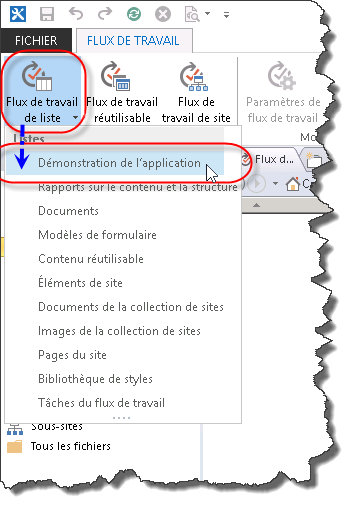 FICHIER
FLUX DE TRAVAIL
Flux de travail
de liste
Flux de travail
réutilisable
Flux de
travail de site
Paramètres de
flux de travail
Mo
Listes
Démonstration de l'application
Flux d...
Rapports sur le contenu et la structure
C
Documents
Modèles de formulaire
Contenu réutilisable
Éléments de site
Documents de la collection de sites
Images de la collection de sites
Pages du site
Bibliothèque de styles
Tâches du flux de travail
Sous-sites
Tous les fichiers